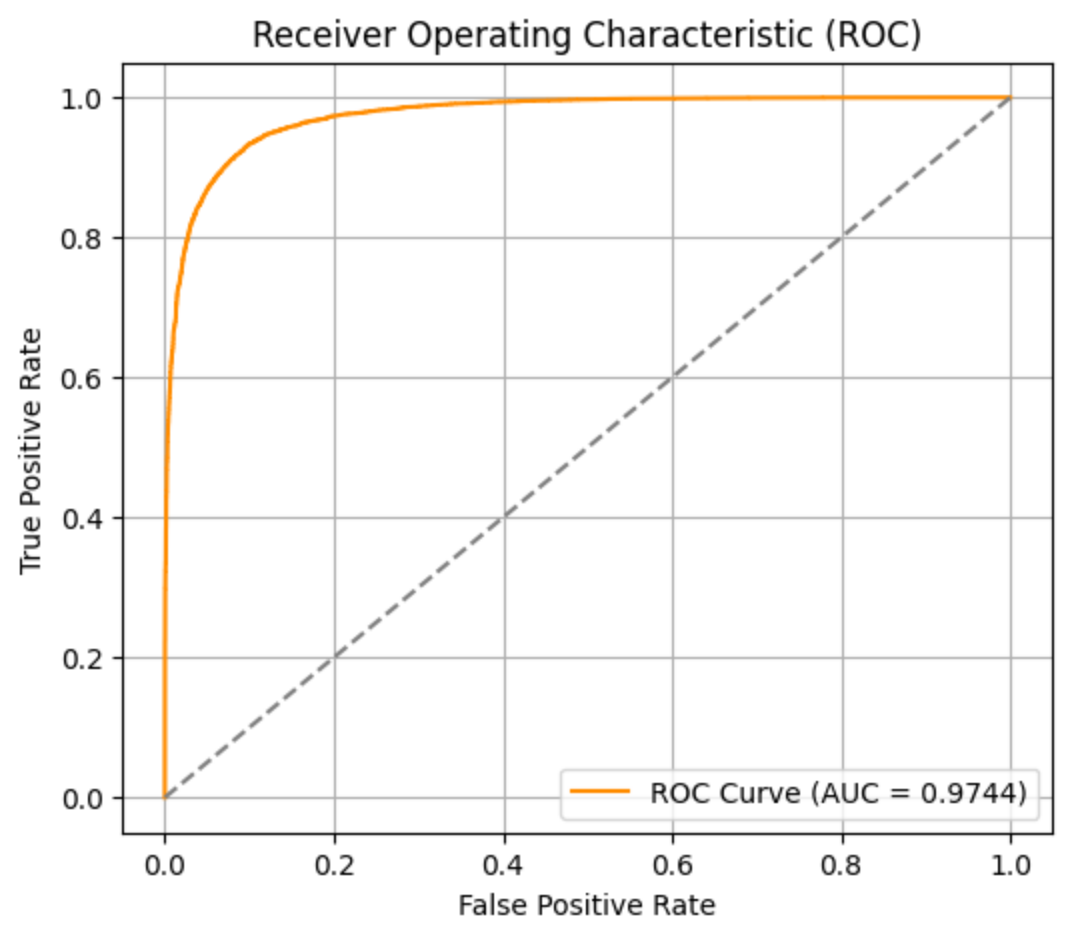 Receiver Operating Characteristic (ROC)
1.0
0.8
0.6
0.4
0.2
0.0
True Positive Rate
ROC Curve (AUC = 0.9744)
0.0 0.2 0.4 0.6 0.8 1.0
False Positive Rate